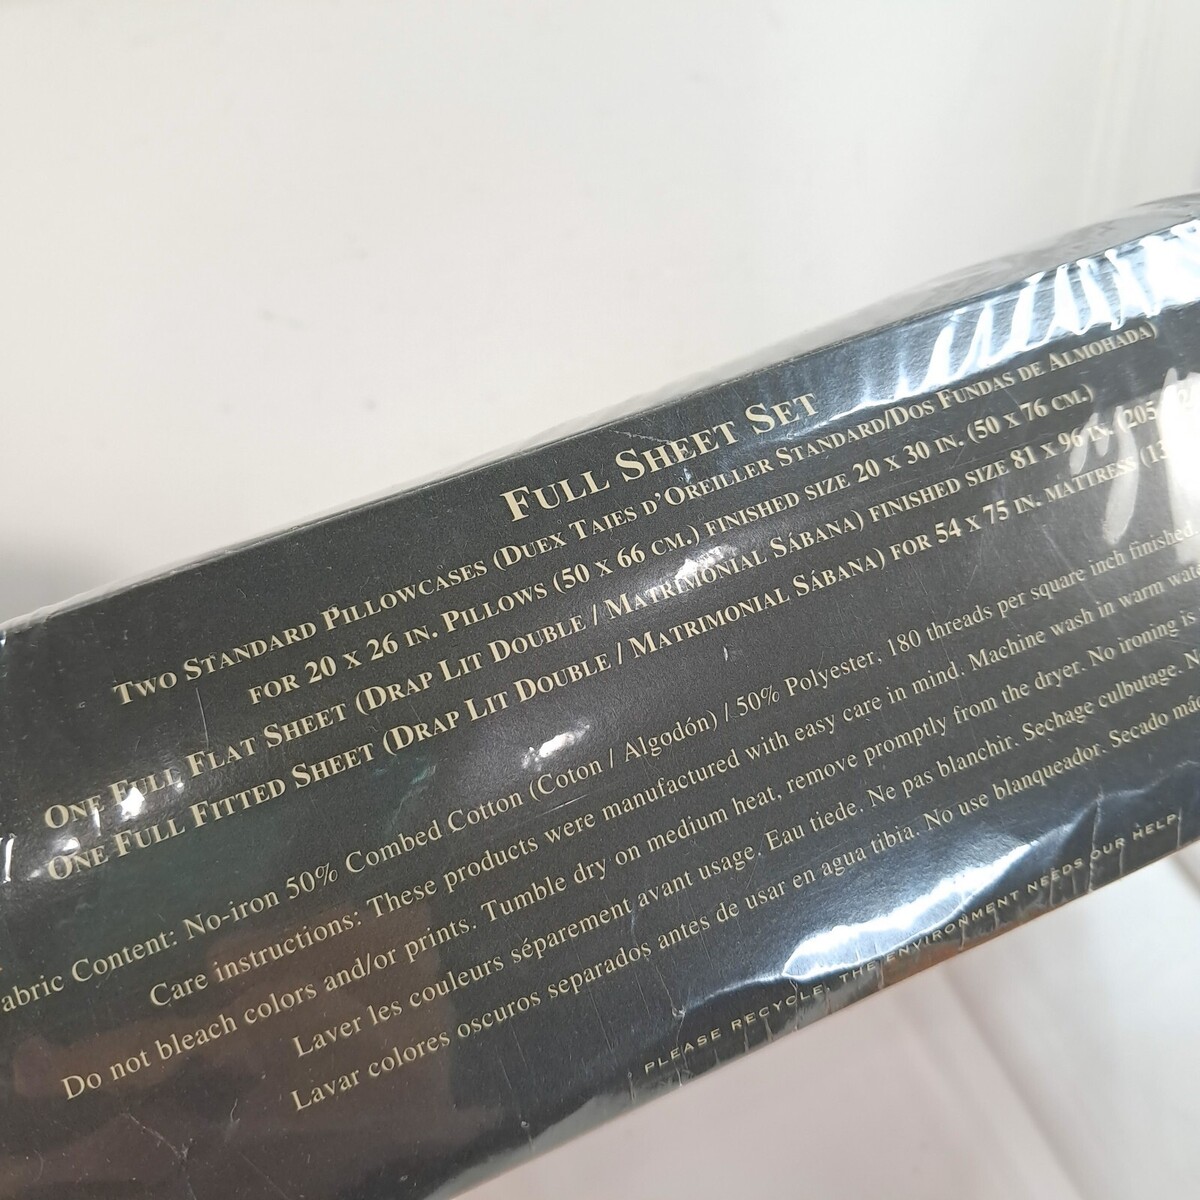 FULL SHEET SET
TWO STANDARD PILLOWCASES (DUEX TAIES D'OREILLER STANDARD/DOS FUNDAS DE ALMOHADA)
FOR 20 X 26 IN. PILLOWS (50 X 66 CM.) FINISHED SIZE 20 X 30 IN. (50 X 76 CM.)
ONE FULL FLAT SHEET (DRAP LIT DOUBLE / MATRIMONIAL SÁBANA) FINISHED SIZE 81 X 96 IN. (205
ONE FULL FITTED SHEET (DRAP LIT DOUBLE / MATRIMONIAL SÁBANA) FOR 54 X 75 IN. MATTRESS (13
abric Content: No-iron 50% Combed Cotton (Coton / Algodón) / 50% Polyester, 180 threads per square inch finished
Care instructions: These products were manufactured with easy care in mind. Machine wash in warm wate
Do not bleach colors and/or prints. Tumble dry on medium heat, remove promptly from the dryer. No ironing is
Laver les couleurs séparement avant usage. Eau tiede. Ne pas blanchir. Sechage culbutage. N
Lavar colores oscuros separados antes de usar en agua tibia. No use blanqueador. Secado má
PLEASE RECYCLE, THE ENVIRONMENT NEEDS OUR HELP